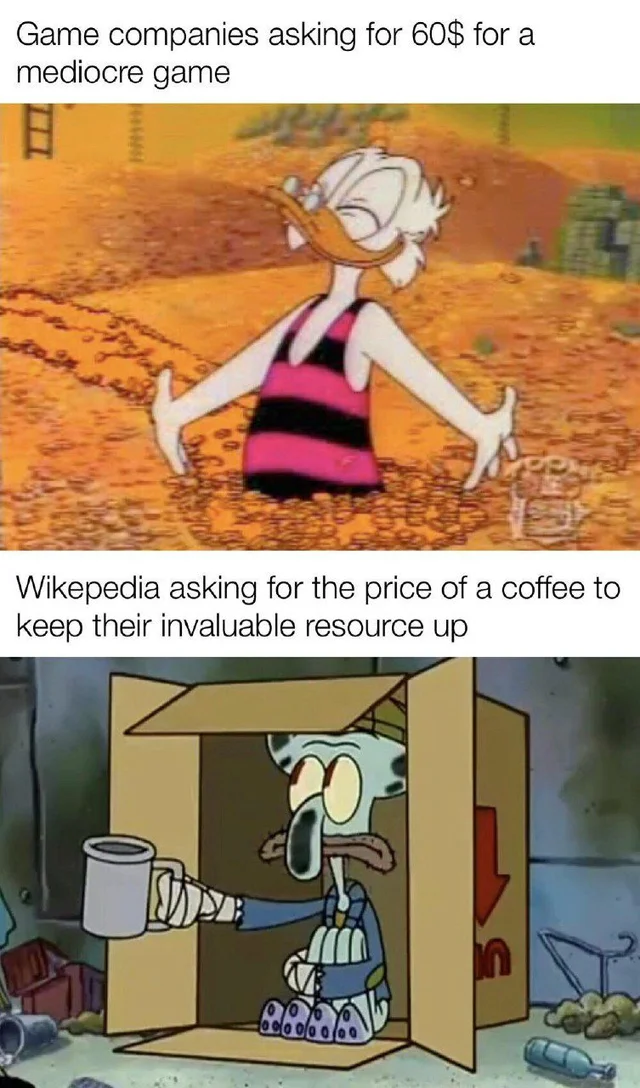 Game companies asking for 60$ for a
mediocre game
Wikepedia asking for the price of a coffee to
keep their invaluable resource up